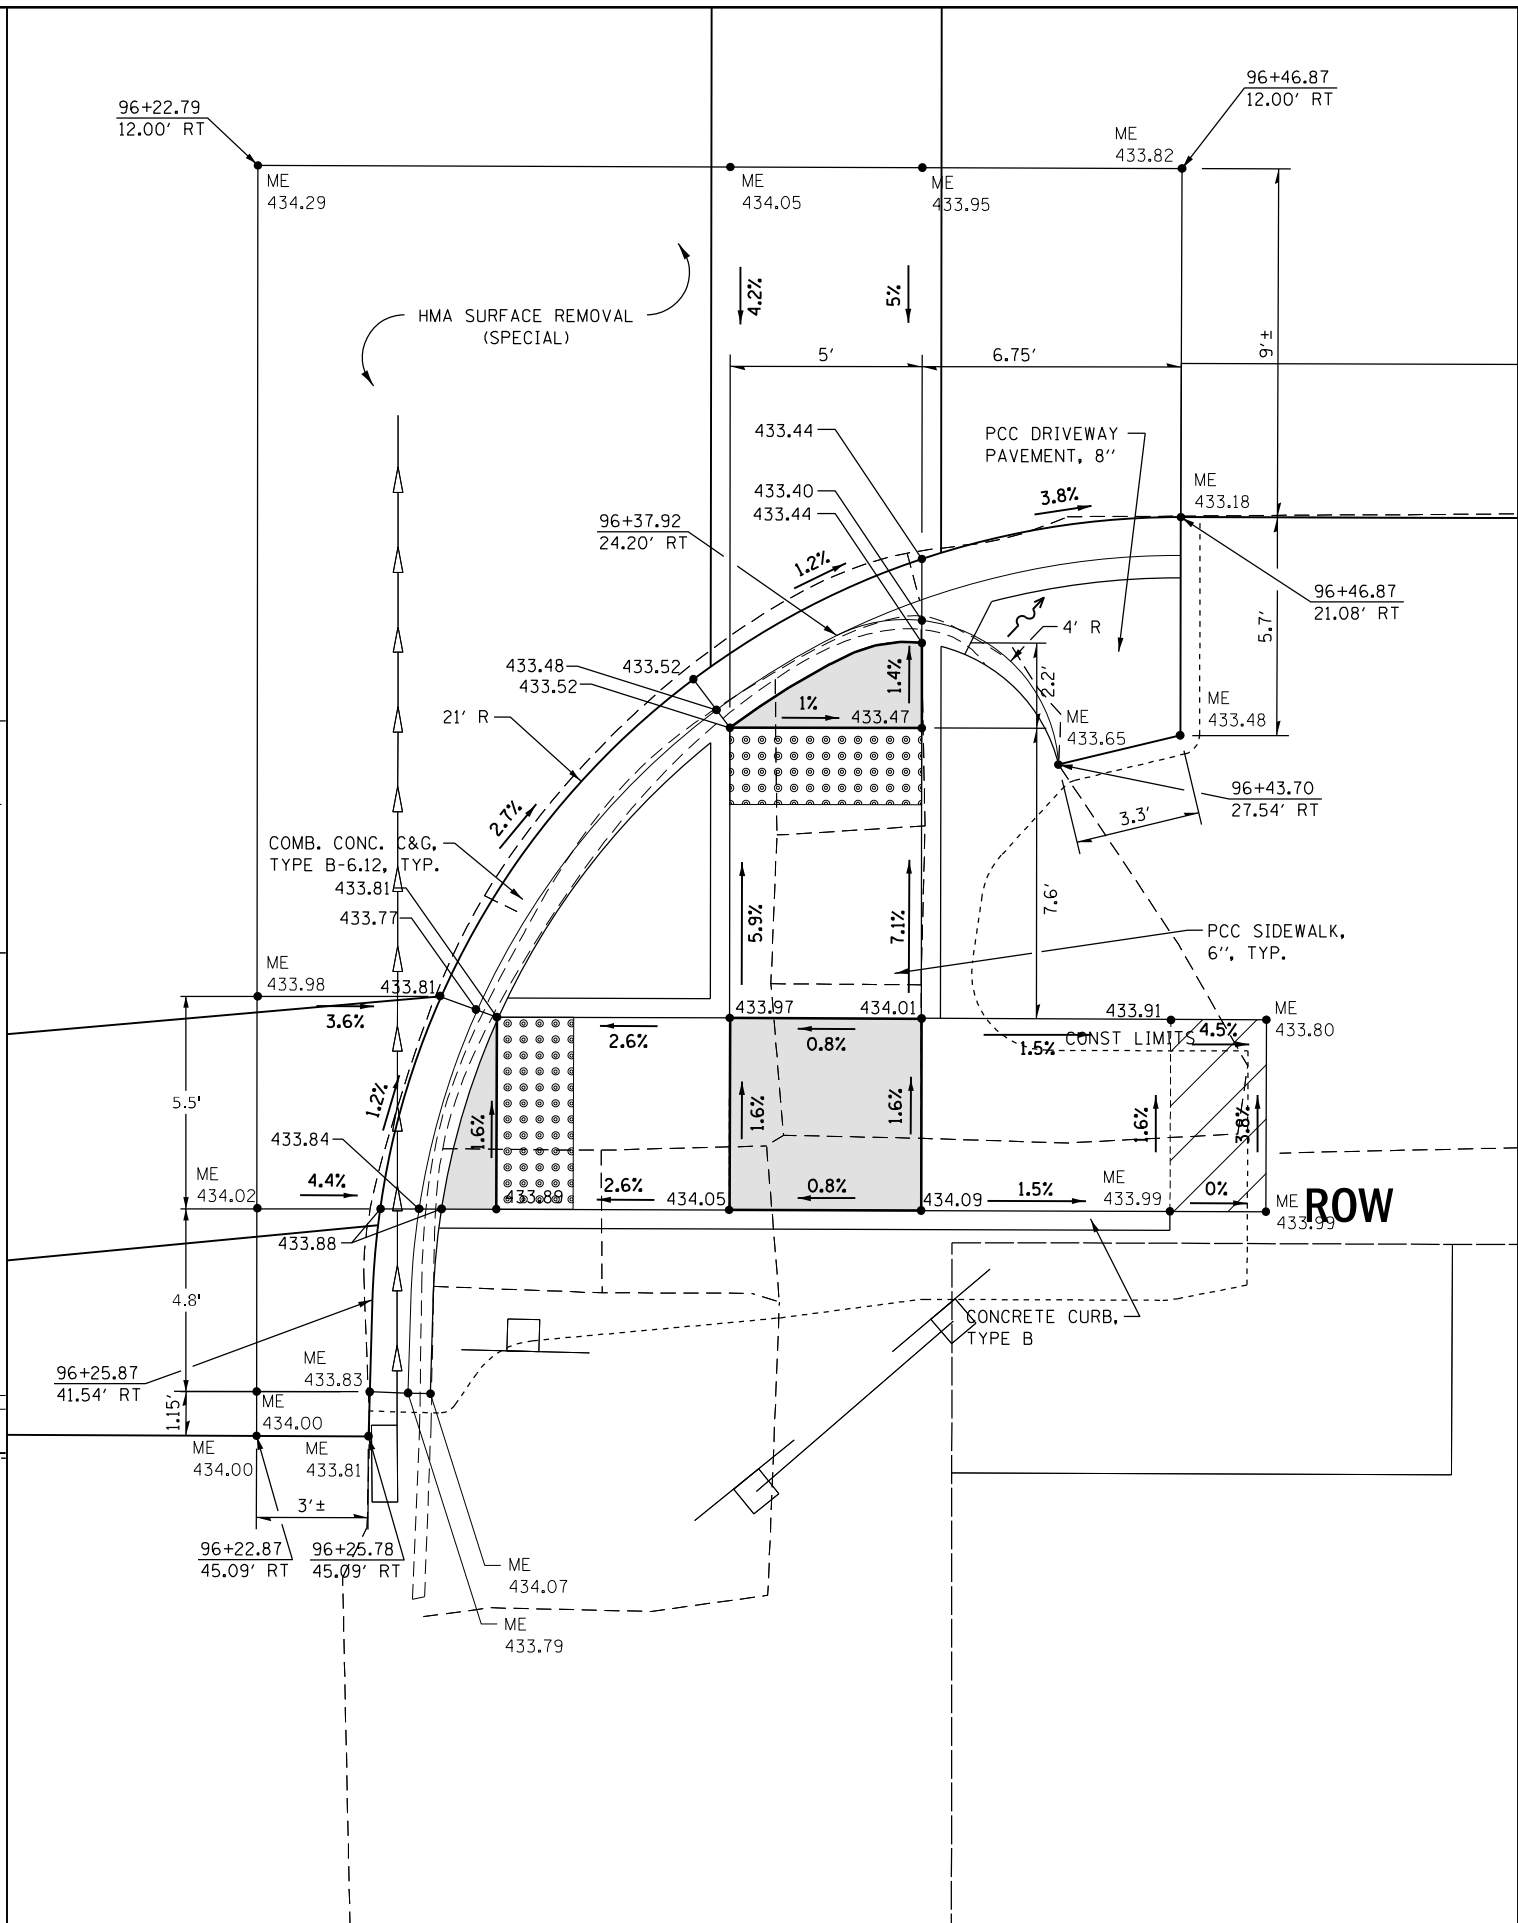 96+46.87
12.00' RT
96+22.79
12.00' RT
ME
433.82
ME
434.29
ME
434.05
ME
433.95
4.2%
5%
HMA SURFACE REMOVAL
(SPECIAL)
9'±
5'
6.75'
433.44
PCC DRIVEWAY
PAVEMENT, 8''
433.40
433.44
3.8%
ME
433.18
96+37.92
24.20' RT
1.2%
96+46.87
21.08' RT
4' R
5.7'
433.48
433.52
433.52
1.4%
2.2'
1%
433.47
21' R
ME
433.65
ME
433.48
96+43.70
27.54' RT
3.3'
2.7%
COMB. CONC. C&G,
TYPE B-6.12, TYP.
433.81
433.77
5.9%
7.1%
7.6'
PCC SIDEWALK,
6'', TYP.
ME
433.98
433.81
3.6%
433.97
434.01
433.91
ME
433.80
2.6%
0.8%
1.5%
CONST LIMITS
4.5%
5.5'
1.2%
1.6%
1.6%
1.6%
1.6%
3.8%
433.84
ME
434.02
4.4%
433.89
2.6%
434.05
0.8%
434.09
1.5%
ME
433.99
0%
ME
433.99
ROW
433.88
4.8'
CONCRETE CURB,
TYPE B
96+25.87
41.54' RT
ME
433.83
1.15'
ME
434.00
ME
434.00
ME
433.81
3'±
96+22.87
45.09' RT
96+25.78
45.09' RT
ME
434.07
ME
433.79